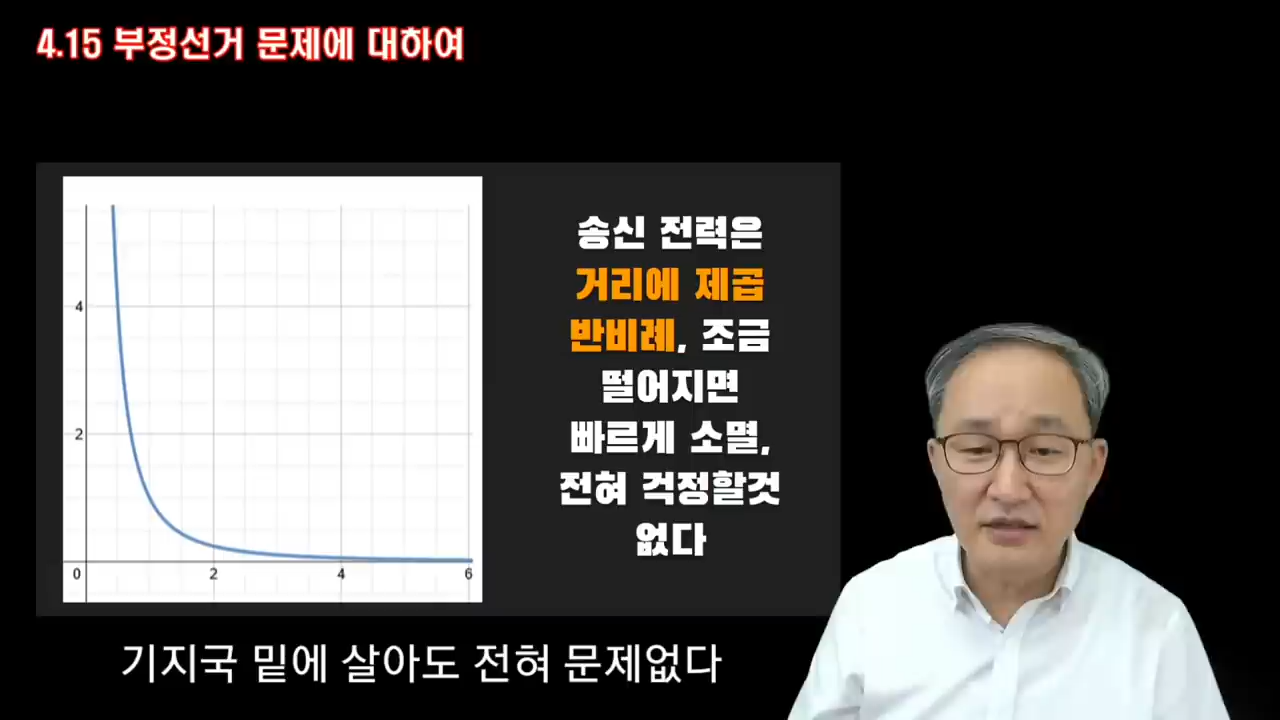 4.15 부정선거 문제에 대하여
송신 전력은
거리에 제곱
반비례, 조금
떨어지면
빠르게 소멸,
전혀 걱정할것
없다
4
2
0
2
4
6
기지국 밑에 살아도 전혀 문제없다